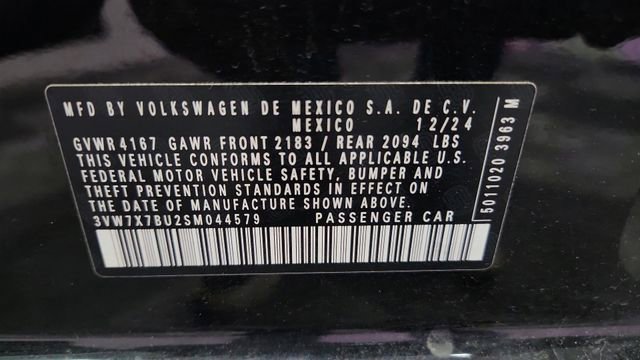 MFD BY VOLKSWAGEN DE MEXICO S.A. DE C.V.
MEXICO 12/24
GVWR 4167 GAWR FRONT 2183 / REAR 2094 LBS
THIS VEHICLE CONFORMS TO ALL APPLICABLE U.S.
FEDERAL MOTOR VEHICLE SAFETY, BUMPER AND
THEFT PREVENTION STANDARDS IN EFFECT ON
THE DATE OF MANUFACTURE SHOWN ABOVE.
3VW7X7BU2SM044579 PASSENGER CAR
5011020 3963 M